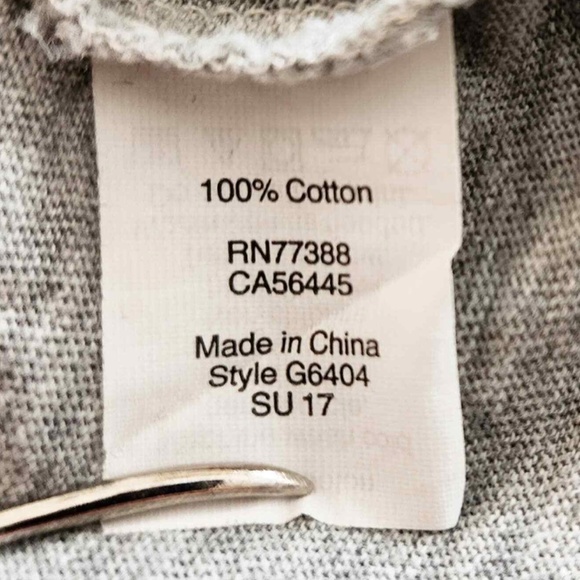 100% Cotton
RN77388
CA56445
Made in China
Style G6404
SU 17